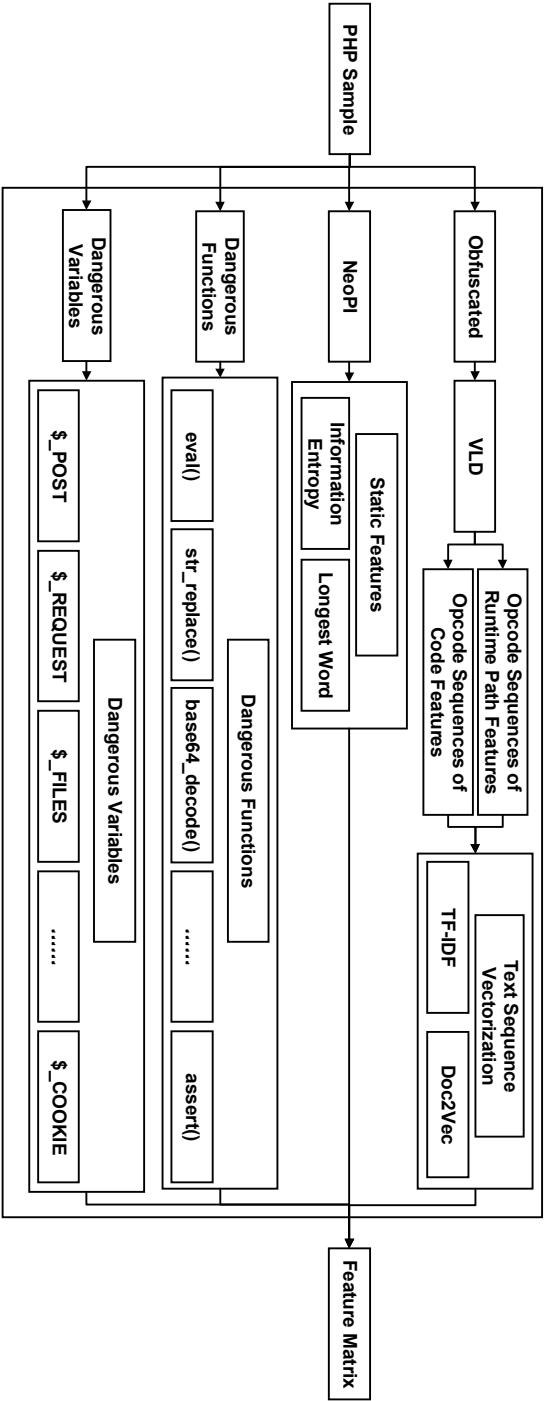 PHP Sample
Obfuscated
VLD
Opcode Sequences of
Runtime Path Features
Opcode Sequences of
Code Features
Text Sequence
Vectorization
TF-IDF
Doc2Vec
NeoPI
Static Features
Information
Entropy
Longest Word
Dangerous
Functions
Dangerous Functions
eval()
str_replace()
base64_decode()
......
assert()
Dangerous
Variables
Dangerous Variables
$_POST
$_REQUEST
$_FILES
......
$_COOKIE
Feature Matrix